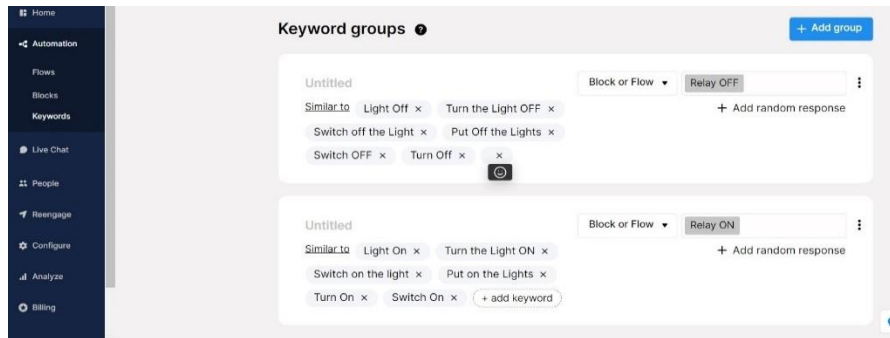 Home
Automation
Flows
Blocks
Keywords
Live Chat
People
Reengage
Configure
Analyze
Billing
Keyword groups ?
+ Add group
Untitled
Block or Flow Relay OFF
Similar to Light Off × Turn the Light OFF ×
+ Add random response
Switch off the Light × Put Off the Lights ×
Switch OFF × Turn Off × ×
Untitled
Block or Flow Relay ON
Similar to Light On × Turn the Light ON ×
+ Add random response
Switch on the light × Put on the Lights ×
Turn On × Switch On × + add keyword